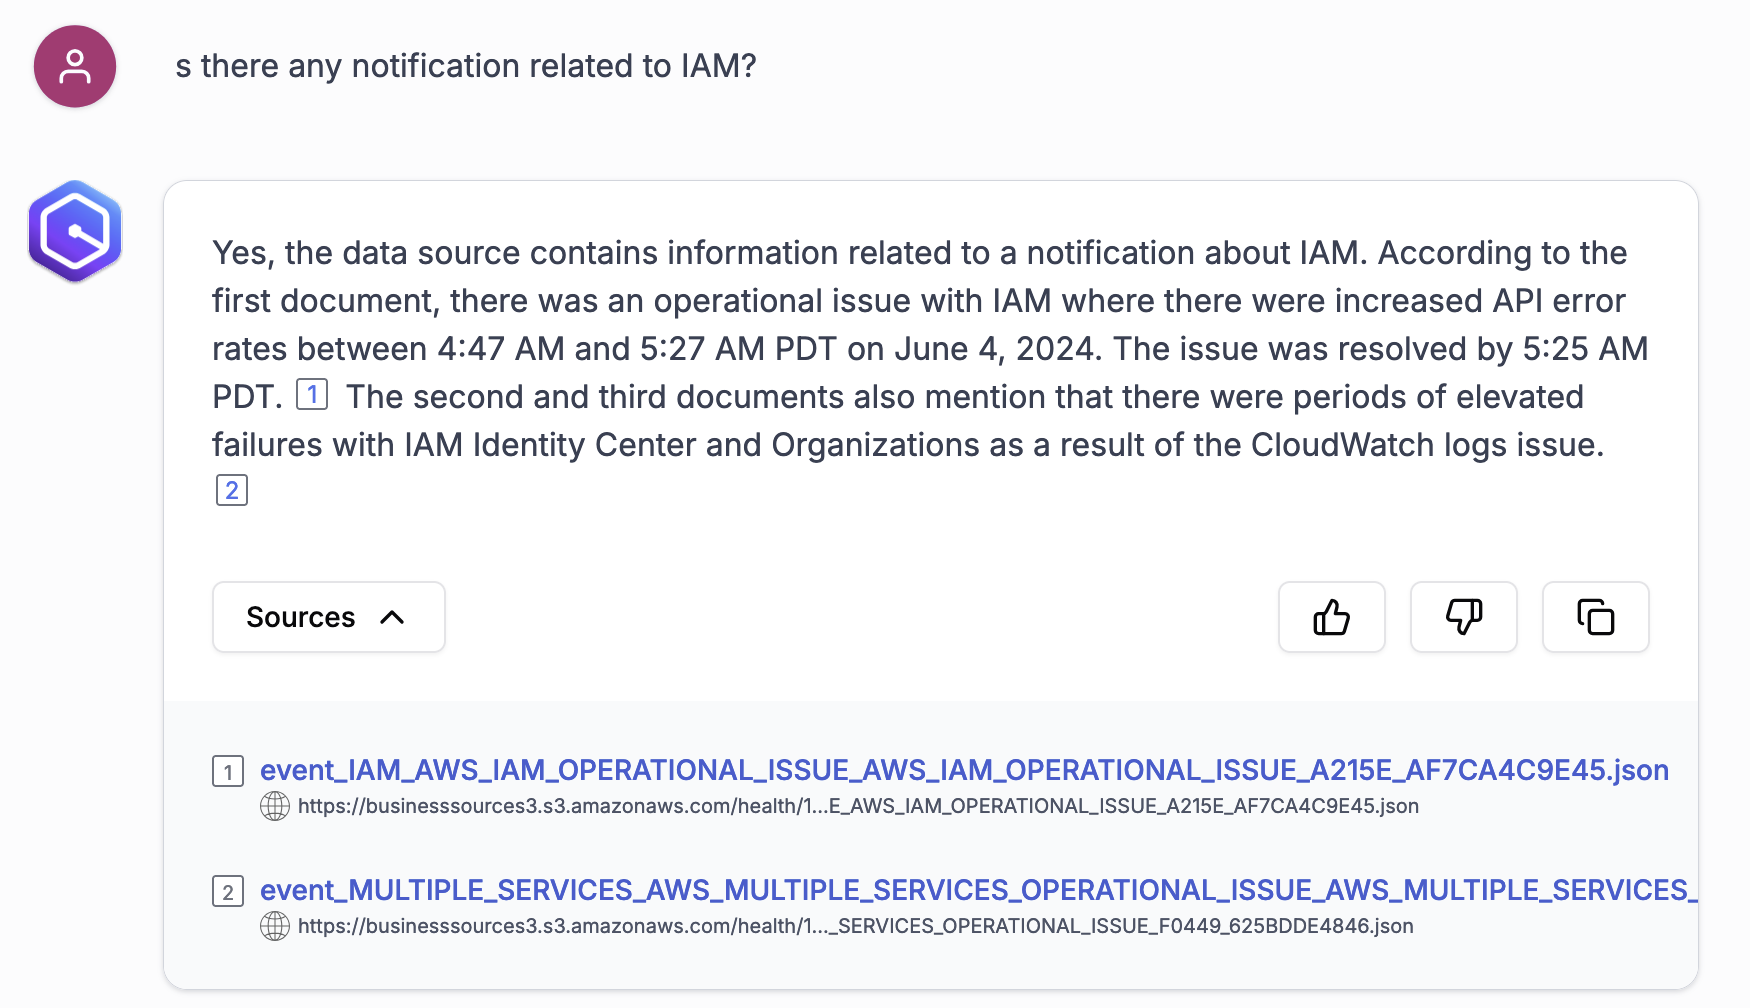 s there any notification related to IAM?
Yes, the data source contains information related to a notification about IAM. According to the
first document, there was an operational issue with IAM where there were increased API error
rates between 4:47 AM and 5:27 AM PDT on June 4, 2024. The issue was resolved by 5:25 AM
PDT. 1 The second and third documents also mention that there were periods of elevated
failures with IAM Identity Center and Organizations as a result of the CloudWatch logs issue.
2
Sources
1 event_IAM_AWS_IAM_OPERATIONAL_ISSUE_AWS_IAM_OPERATIONAL_ISSUE_A215E_AF7CA4C9E45.json
https://businesssources3.s3.amazonaws.com/health/1...E_AWS_IAM_OPERATIONAL_ISSUE_A215E_AF7CA4C9E45.json
2 event_MULTIPLE_SERVICES_AWS_MULTIPLE_SERVICES_OPERATIONAL_ISSUE_AWS_MULTIPLE_SERVICES_
https://businesssources3.s3.amazonaws.com/health/1..._SERVICES_OPERATIONAL_ISSUE_F0449_625BDDE4846.json